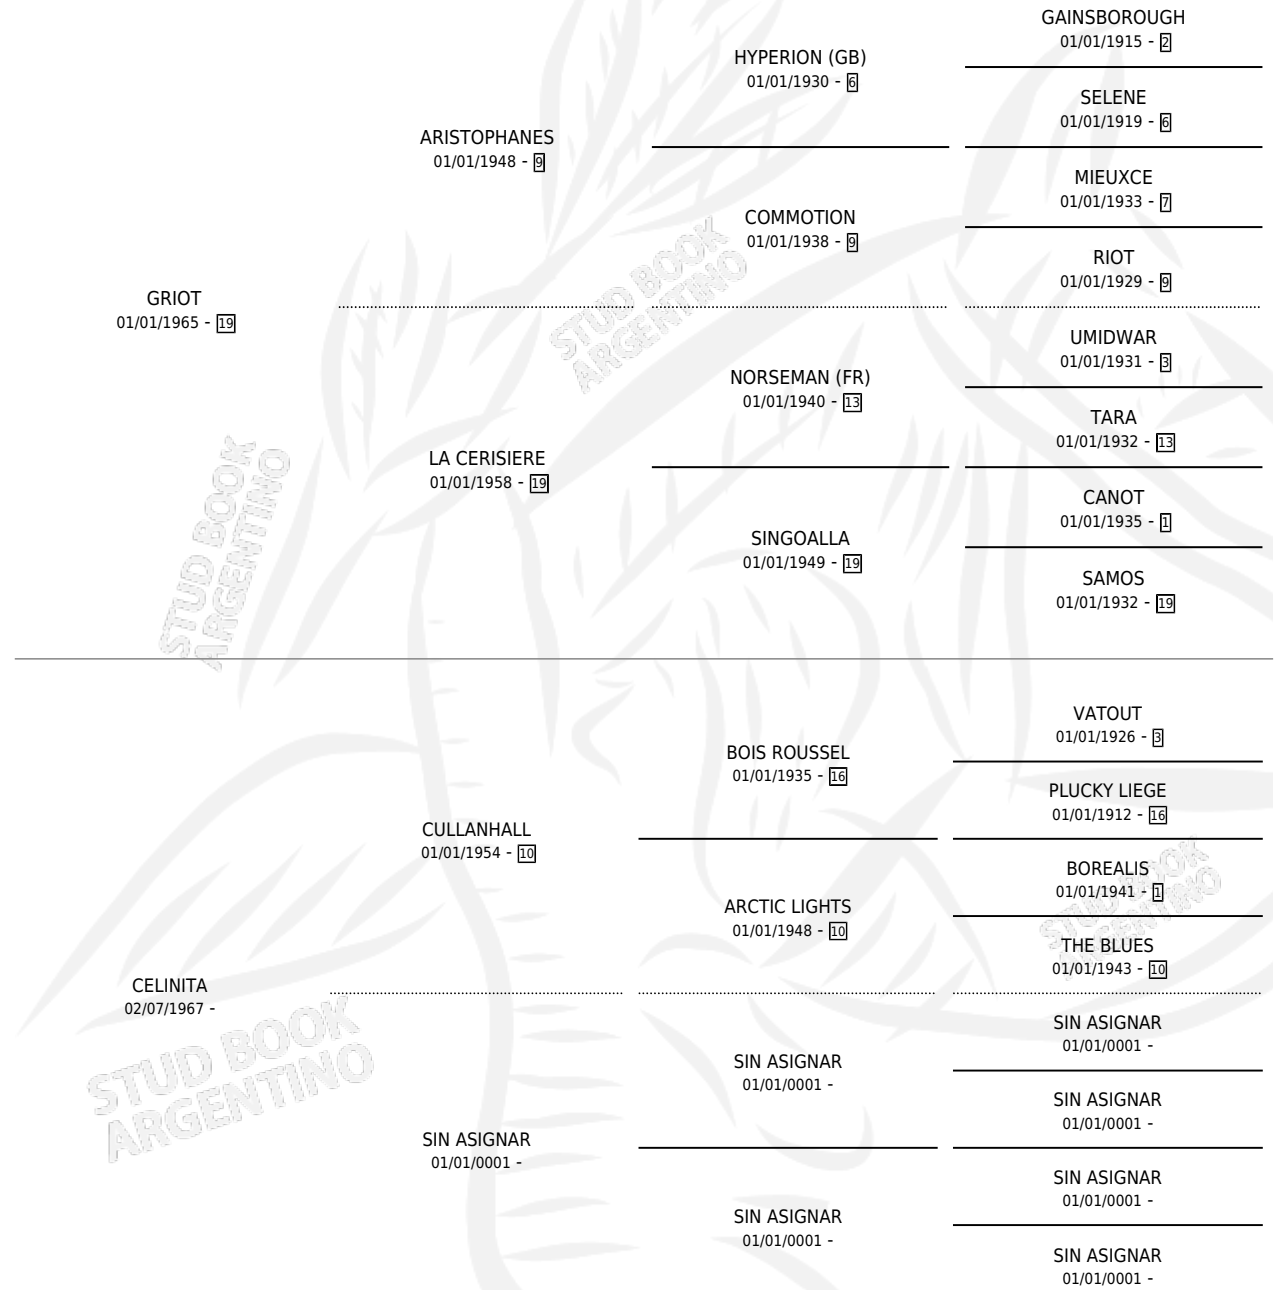 GAINSBOROUGH
01/01/1915 - 2
HYPERION (GB)
01/01/1930 - 6
SELENE
01/01/1919 - 6
ARISTOPHANES
01/01/1948 - 9
MIEUXCE
01/01/1933 - 7
COMMOTION
01/01/1938 - 9
RIOT
01/01/1929 - 9
GRIOT
01/01/1965 - 19
UMIDWAR
01/01/1931 - 3
NORSEMAN (FR)
01/01/1940 - 13
TARA
01/01/1932 - 13
LA CERISIERE
01/01/1958 - 19
CANOT
01/01/1935 - 1
SINGOALLA
01/01/1949 - 19
SAMOS
01/01/1932 - 19
STUD BOOK
ARGENTINO
STUD BOOK
ARGENTINO
VATOUT
01/01/1926 - 3
BOIS ROUSSEL
01/01/1935 - 16
PLUCKY LIEGE
01/01/1912 - 16
CULLANHALL
01/01/1954 - 10
BOREALIS
01/01/1941 - 1
ARCTIC LIGHTS
01/01/1948 - 10
THE BLUES
01/01/1943 - 10
STUD BOOK
ARGENTINO
CELINITA
02/07/1967 -
SIN ASIGNAR
01/01/0001 -
SIN ASIGNAR
01/01/0001 -
SIN ASIGNAR
01/01/0001 -
SIN ASIGNAR
01/01/0001 -
SIN ASIGNAR
01/01/0001 -
SIN ASIGNAR
01/01/0001 -
SIN ASIGNAR
01/01/0001 -
STUD BOOK
ARGENTINO